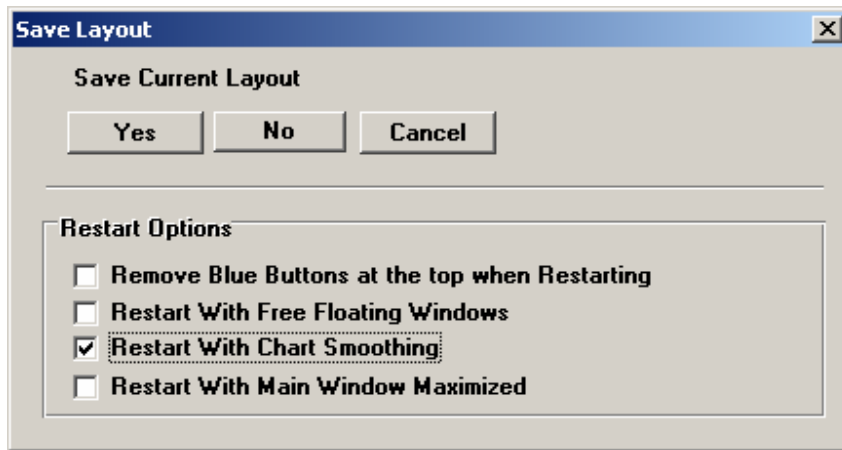 Save Layout
Save Current Layout
Yes No Cancel
Restart Options
Remove Blue Buttons at the top when Restarting
Restart With Free Floating Windows
Restart With Chart Smoothing
Restart With Main Window Maximized